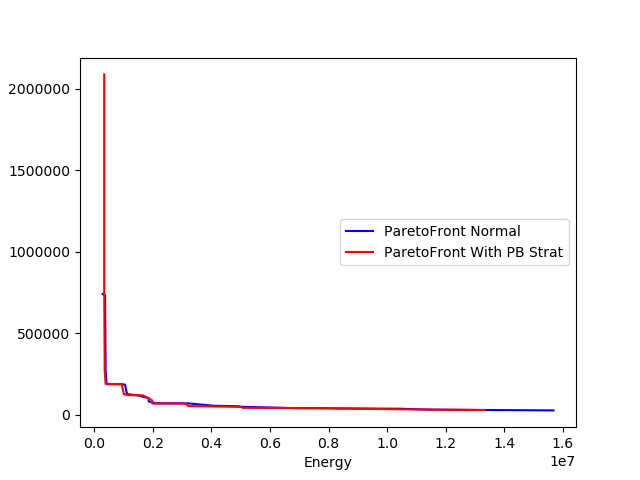 2000000
1500000
1000000
500000
0
ParetoFront Normal
ParetoFront With PB Strat
0.0 0.2 0.4 0.6 0.8 1.0 1.2 1.4 1.6
1e7
Energy